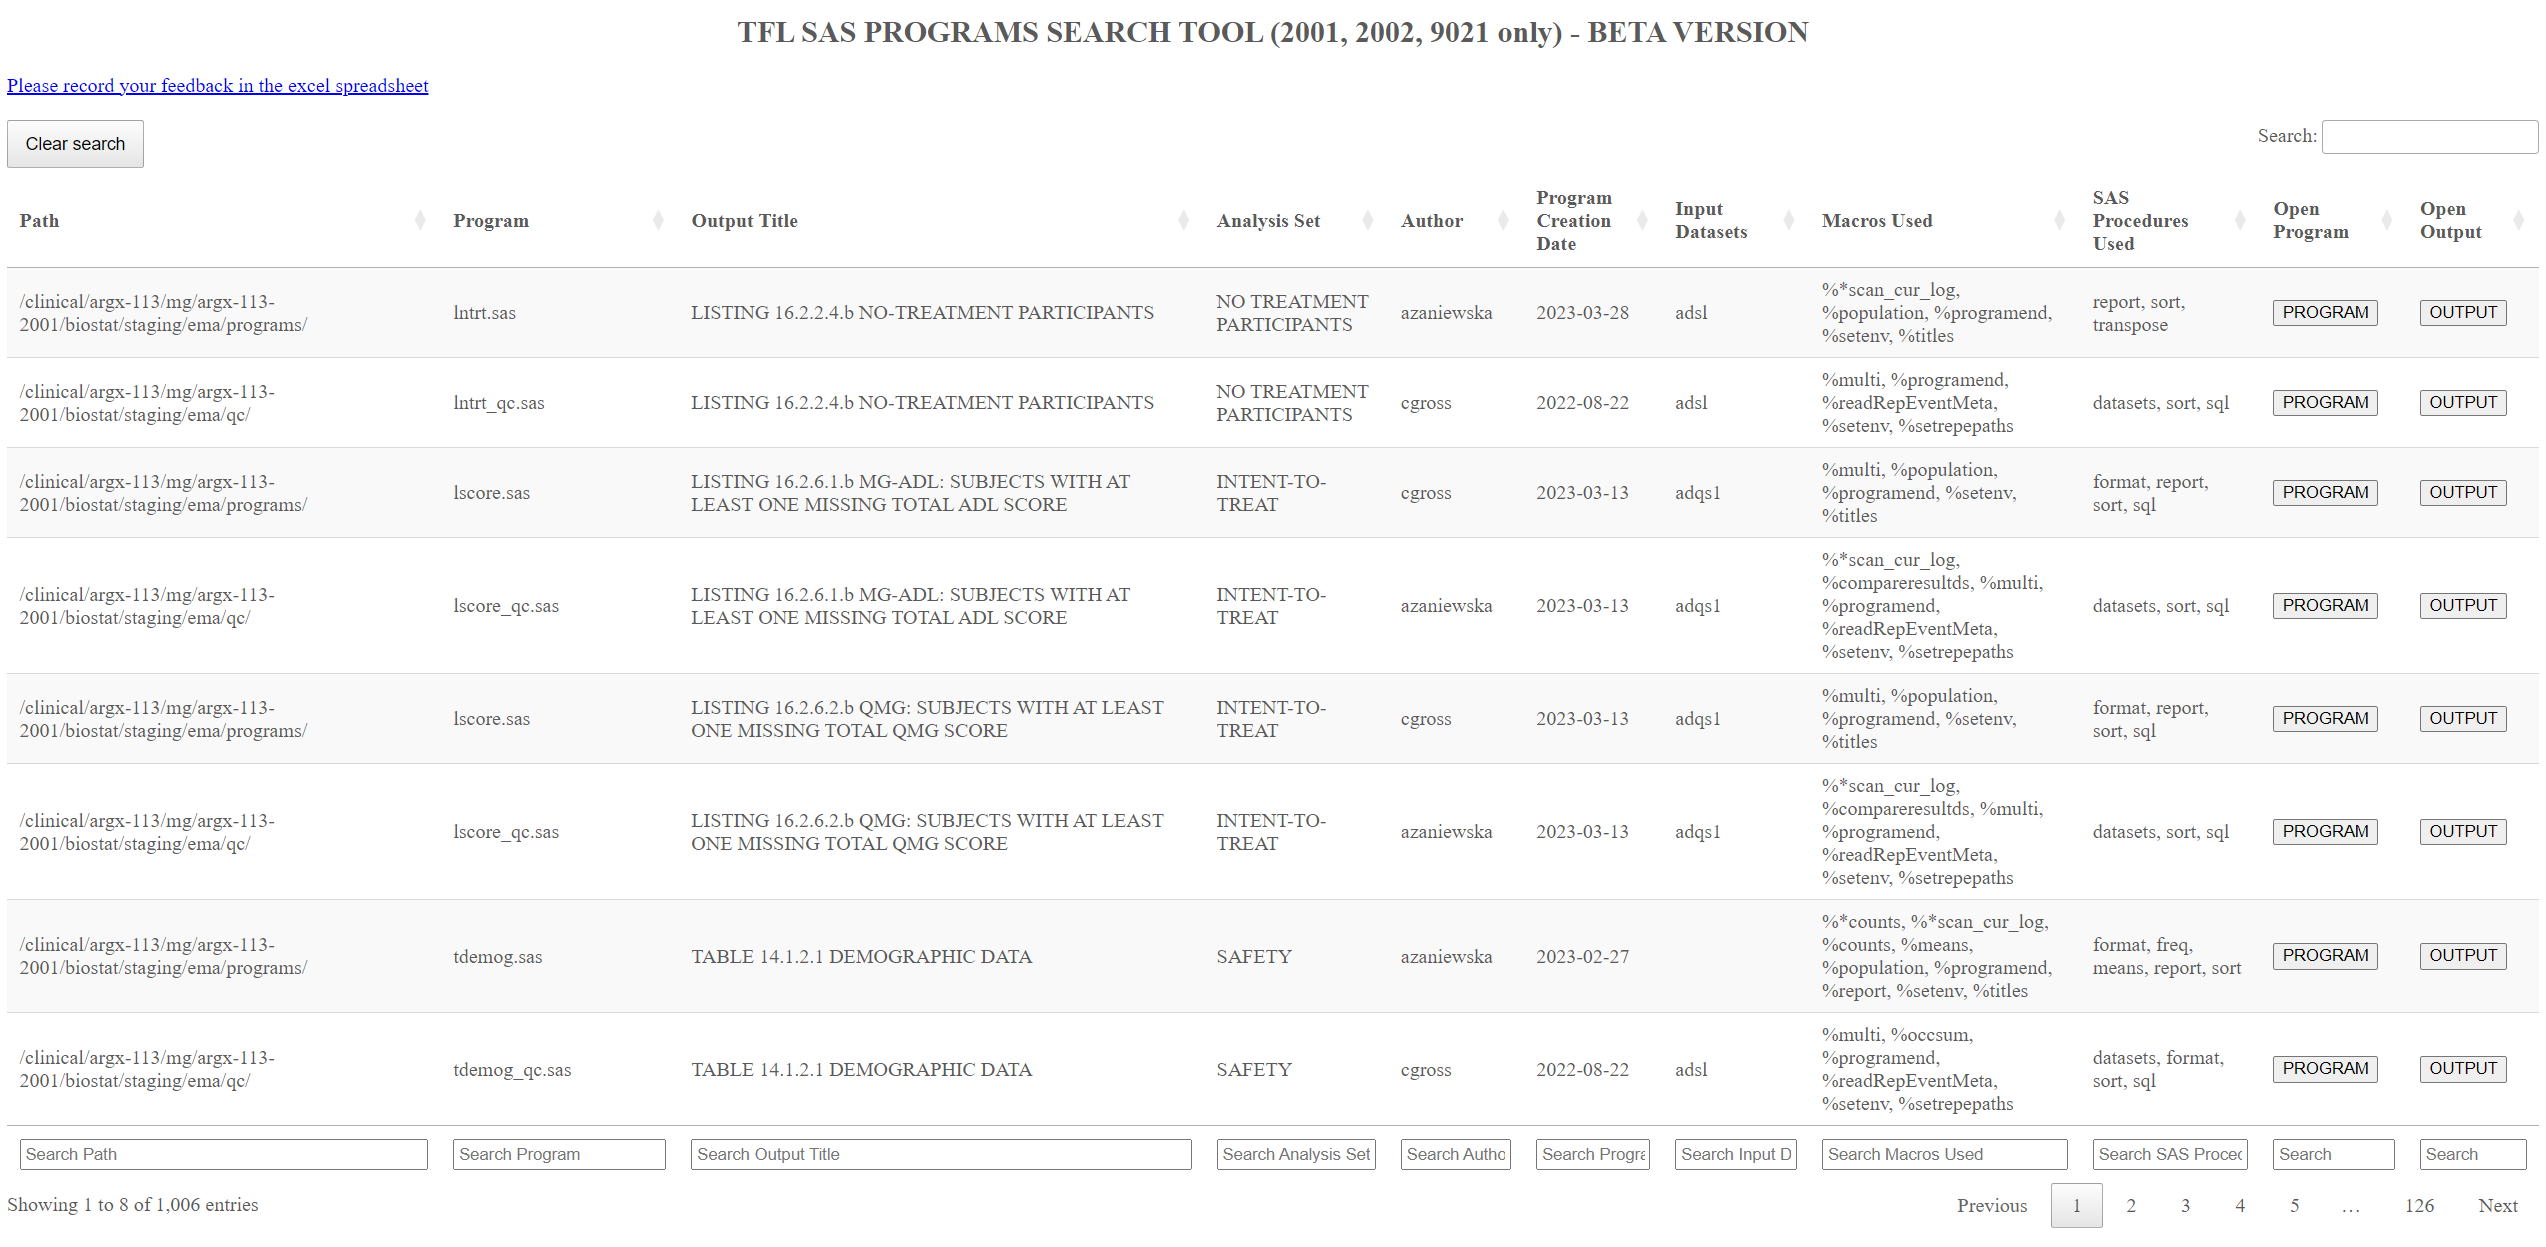 TFL SAS PROGRAMS SEARCH TOOL (2001, 2002, 9021 only) - BETA VERSION
Please record your feedback in the excel spreadsheet
Clear search
Search:
Path Program Output Title Analysis Set Author Program Creation Date Input Datasets Macros Used SAS Procedures Used Open Program Open Output
/clinical/argx-113/mg/argx-113-2001/biostat/staging/ema/programs/ lntrt.sas LISTING 16.2.2.4.b NO-TREATMENT PARTICIPANTS NO TREATMENT PARTICIPANTS azaniewska 2023-03-28 adsl %*scan_cur_log, %population, %programend, %setenv, %titles report, sort, transpose PROGRAM OUTPUT
/clinical/argx-113/mg/argx-113-2001/biostat/staging/ema/qc/ lntrt_qc.sas LISTING 16.2.2.4.b NO-TREATMENT PARTICIPANTS NO TREATMENT PARTICIPANTS cgross 2022-08-22 adsl %multi, %programend, %readRepEventMeta, %setenv, %setrepepaths datasets, sort, sql PROGRAM OUTPUT
/clinical/argx-113/mg/argx-113-2001/biostat/staging/ema/programs/ lscore.sas LISTING 16.2.6.1.b MG-ADL: SUBJECTS WITH AT LEAST ONE MISSING TOTAL ADL SCORE INTENT-TO-TREAT cgross 2023-03-13 adqs1 %multi, %population, %programend, %setenv, %titles format, report, sort, sql PROGRAM OUTPUT
/clinical/argx-113/mg/argx-113-2001/biostat/staging/ema/qc/ lscore_qc.sas LISTING 16.2.6.1.b MG-ADL: SUBJECTS WITH AT LEAST ONE MISSING TOTAL ADL SCORE INTENT-TO-TREAT azaniewska 2023-03-13 adqs1 %*scan_cur_log, %compareresultds, %multi, %programend, %readRepEventMeta, %setenv, %setrepepaths datasets, sort, sql PROGRAM OUTPUT
/clinical/argx-113/mg/argx-113-2001/biostat/staging/ema/programs/ lscore.sas LISTING 16.2.6.2.b QMG: SUBJECTS WITH AT LEAST ONE MISSING TOTAL QMG SCORE INTENT-TO-TREAT cgross 2023-03-13 adqs1 %multi, %population, %programend, %setenv, %titles format, report, sort, sql PROGRAM OUTPUT
/clinical/argx-113/mg/argx-113-2001/biostat/staging/ema/qc/ lscore_qc.sas LISTING 16.2.6.2.b QMG: SUBJECTS WITH AT LEAST ONE MISSING TOTAL QMG SCORE INTENT-TO-TREAT azaniewska 2023-03-13 adqs1 %*scan_cur_log, %compareresultds, %multi, %programend, %readRepEventMeta, %setenv, %setrepepaths datasets, sort, sql PROGRAM OUTPUT
/clinical/argx-113/mg/argx-113-2001/biostat/staging/ema/programs/ tdemog.sas TABLE 14.1.2.1 DEMOGRAPHIC DATA SAFETY azaniewska 2023-02-27 %*counts, %*scan_cur_log, %counts, %means, %population, %programend, %report, %setenv, %titles format, freq, means, report, sort PROGRAM OUTPUT
/clinical/argx-113/mg/argx-113-2001/biostat/staging/ema/qc/ tdemog_qc.sas TABLE 14.1.2.1 DEMOGRAPHIC DATA SAFETY cgross 2022-08-22 adsl %multi, %occsum, %programend, %readRepEventMeta, %setenv, %setrepepaths datasets, format, sort, sql PROGRAM OUTPUT
Search Path Search Program Search Output Title Search Analysis Set Search Autho Search Progra Search Input D Search Macros Used Search SAS Proced Search Search
Showing 1 to 8 of 1,006 entries
Previous 1 2 3 4 5 … 126 Next